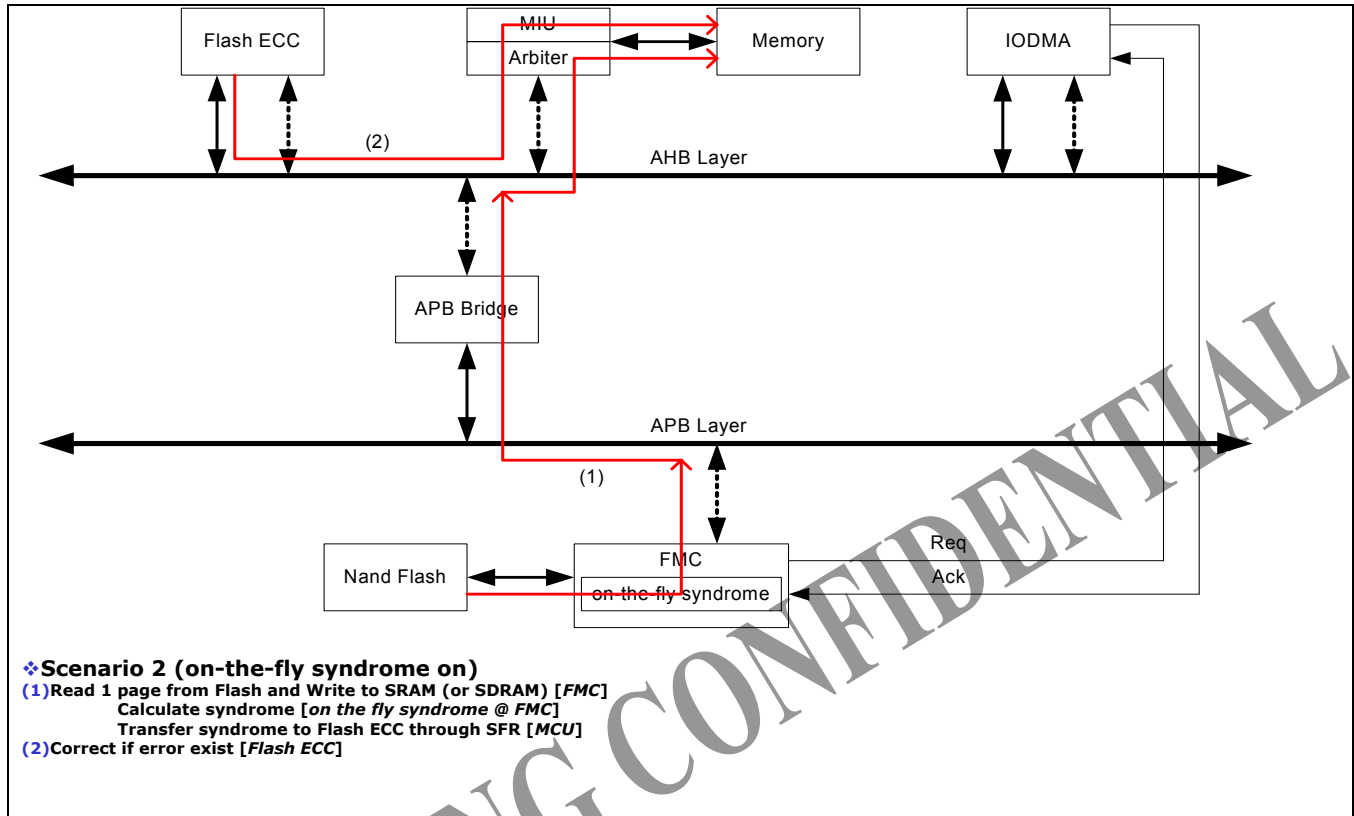 Flash ECC
MIU
Arbiter
Memory
IODMA
(2)
AHB Layer
APB Bridge
APB Layer
(1)
Nand Flash
FMC
on-the-fly syndrome
Req
Ack
NG CONFIDENTIAL
❖Scenario 2 (on-the-fly syndrome on)
(1)Read 1 page from Flash and Write to SRAM (or SDRAM) [FMC]
Calculate syndrome [on the fly syndrome @ FMC]
Transfer syndrome to Flash ECC through SFR [MCU]
(2)Correct if error exist [Flash ECC]